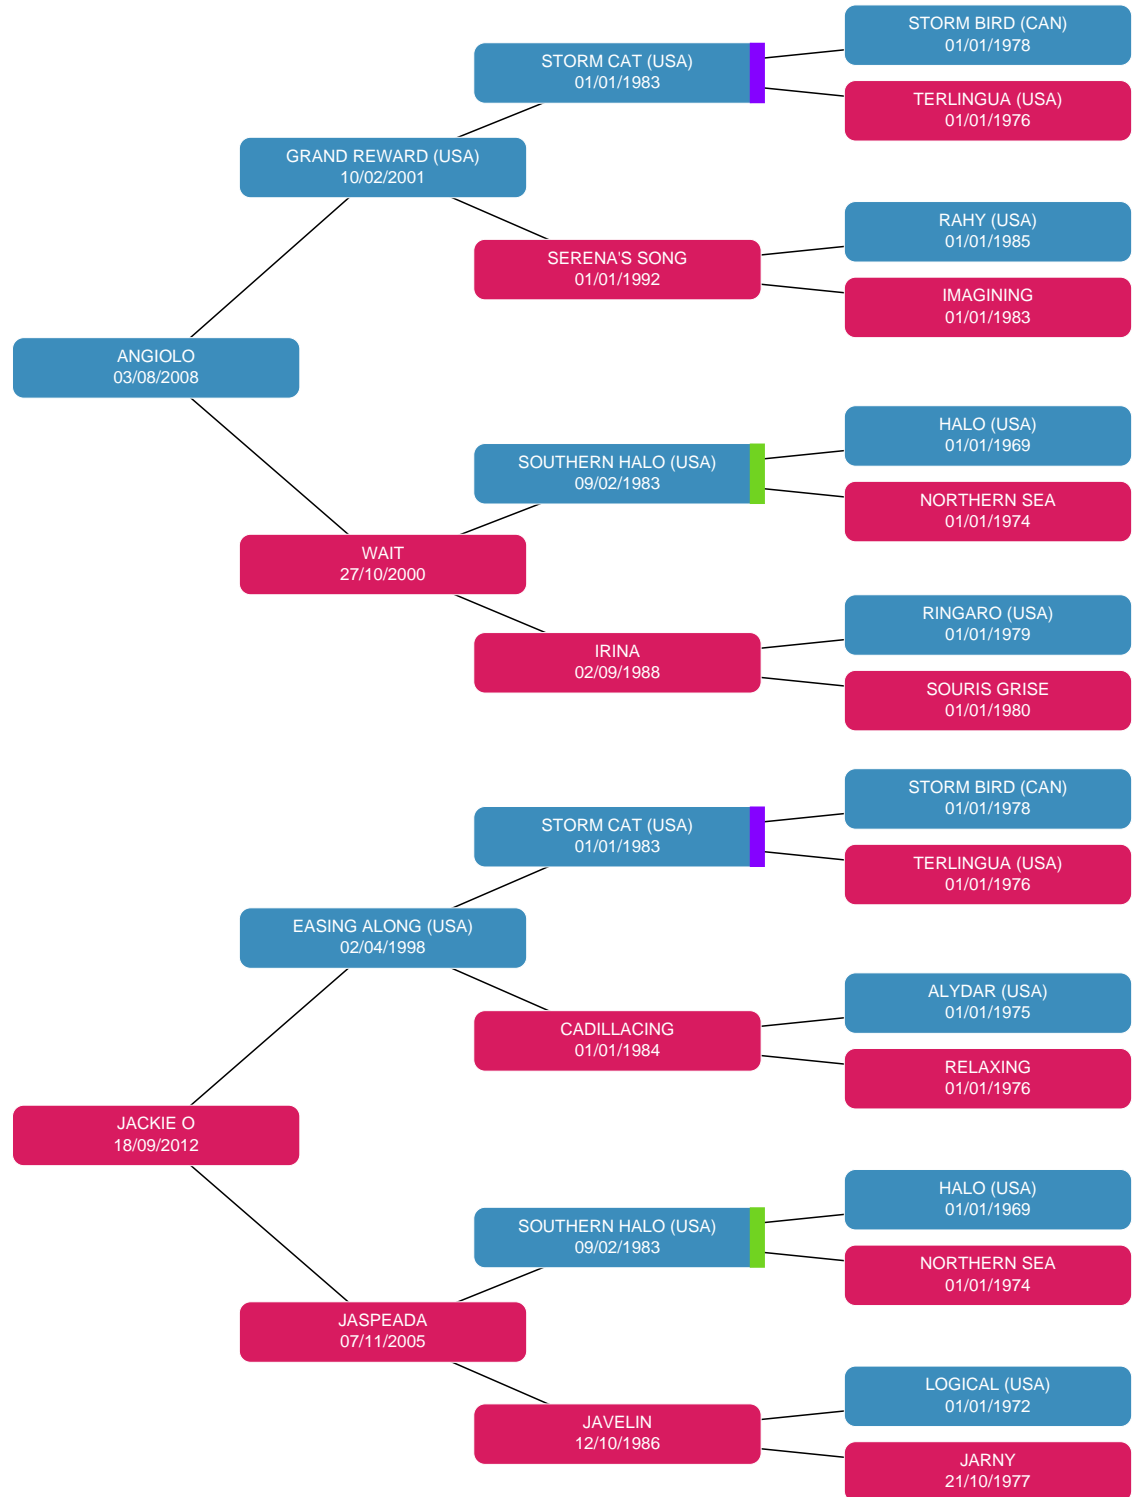 STORM BIRD (CAN)
01/01/1978
STORM CAT (USA)
01/01/1983
TERLINGUA (USA)
01/01/1976
GRAND REWARD (USA)
10/02/2001
RAHY (USA)
01/01/1985
SERENA'S SONG
01/01/1992
IMAGINING
01/01/1983
ANGIOLO
03/08/2008
HALO (USA)
01/01/1969
SOUTHERN HALO (USA)
09/02/1983
NORTHERN SEA
01/01/1974
WAIT
27/10/2000
RINGARO (USA)
01/01/1979
IRINA
02/09/1988
SOURIS GRISE
01/01/1980
STORM BIRD (CAN)
01/01/1978
STORM CAT (USA)
01/01/1983
TERLINGUA (USA)
01/01/1976
EASING ALONG (USA)
02/04/1998
ALYDAR (USA)
01/01/1975
CADILLACING
01/01/1984
RELAXING
01/01/1976
JACKIE O
18/09/2012
HALO (USA)
01/01/1969
SOUTHERN HALO (USA)
09/02/1983
NORTHERN SEA
01/01/1974
JASPEADA
07/11/2005
LOGICAL (USA)
01/01/1972
JAVELIN
12/10/1986
JARNY
21/10/1977